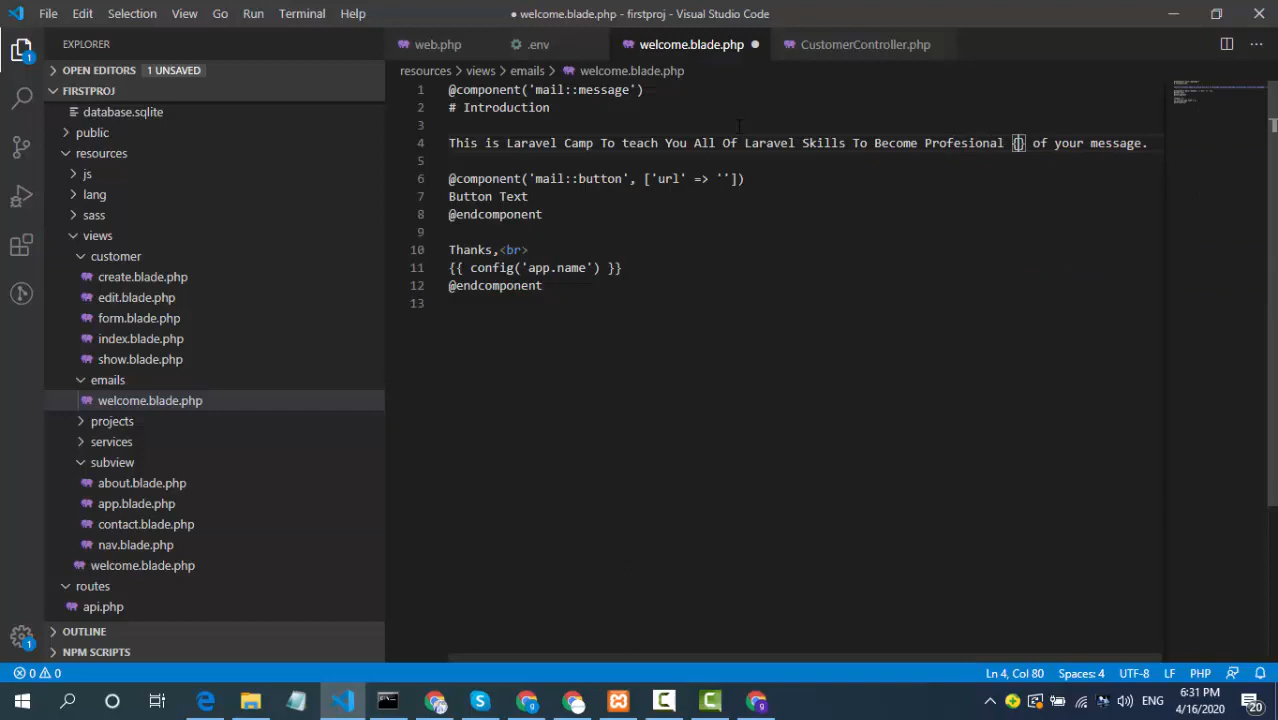 File Edit Selection View Go Run Terminal Help ● welcome.blade.php - firstproj - Visual Studio Code
EXPLORER
web.php .env welcome.blade.php CustomerController.php
OPEN EDITORS 1 UNSAVED
resources > views > emails > welcome.blade.php
FIRSTPROJ
database.sqlite
public
resources
js
lang
sass
views
customer
create.blade.php
edit.blade.php
form.blade.php
index.blade.php
show.blade.php
emails
welcome.blade.php
projects
services
subview
about.blade.php
app.blade.php
contact.blade.php
nav.blade.php
welcome.blade.php
routes
api.php
OUTLINE
NPM SCRIPTS
1 @component('mail::message')
2 # Introduction
3
4 This is Laravel Camp To teach You All Of Laravel Skills To Become Profesional {} of your message.
5
6 @component('mail::button', ['url' => ''])
7 Button Text
8 @endcomponent
9
10 Thanks,<br>
11 {{ config('app.name') }}
12 @endcomponent
13
1
1
0 0 Ln 4, Col 80 Spaces: 4 UTF-8 LF PHP
ENG 6:31 PM
4/16/2020
20